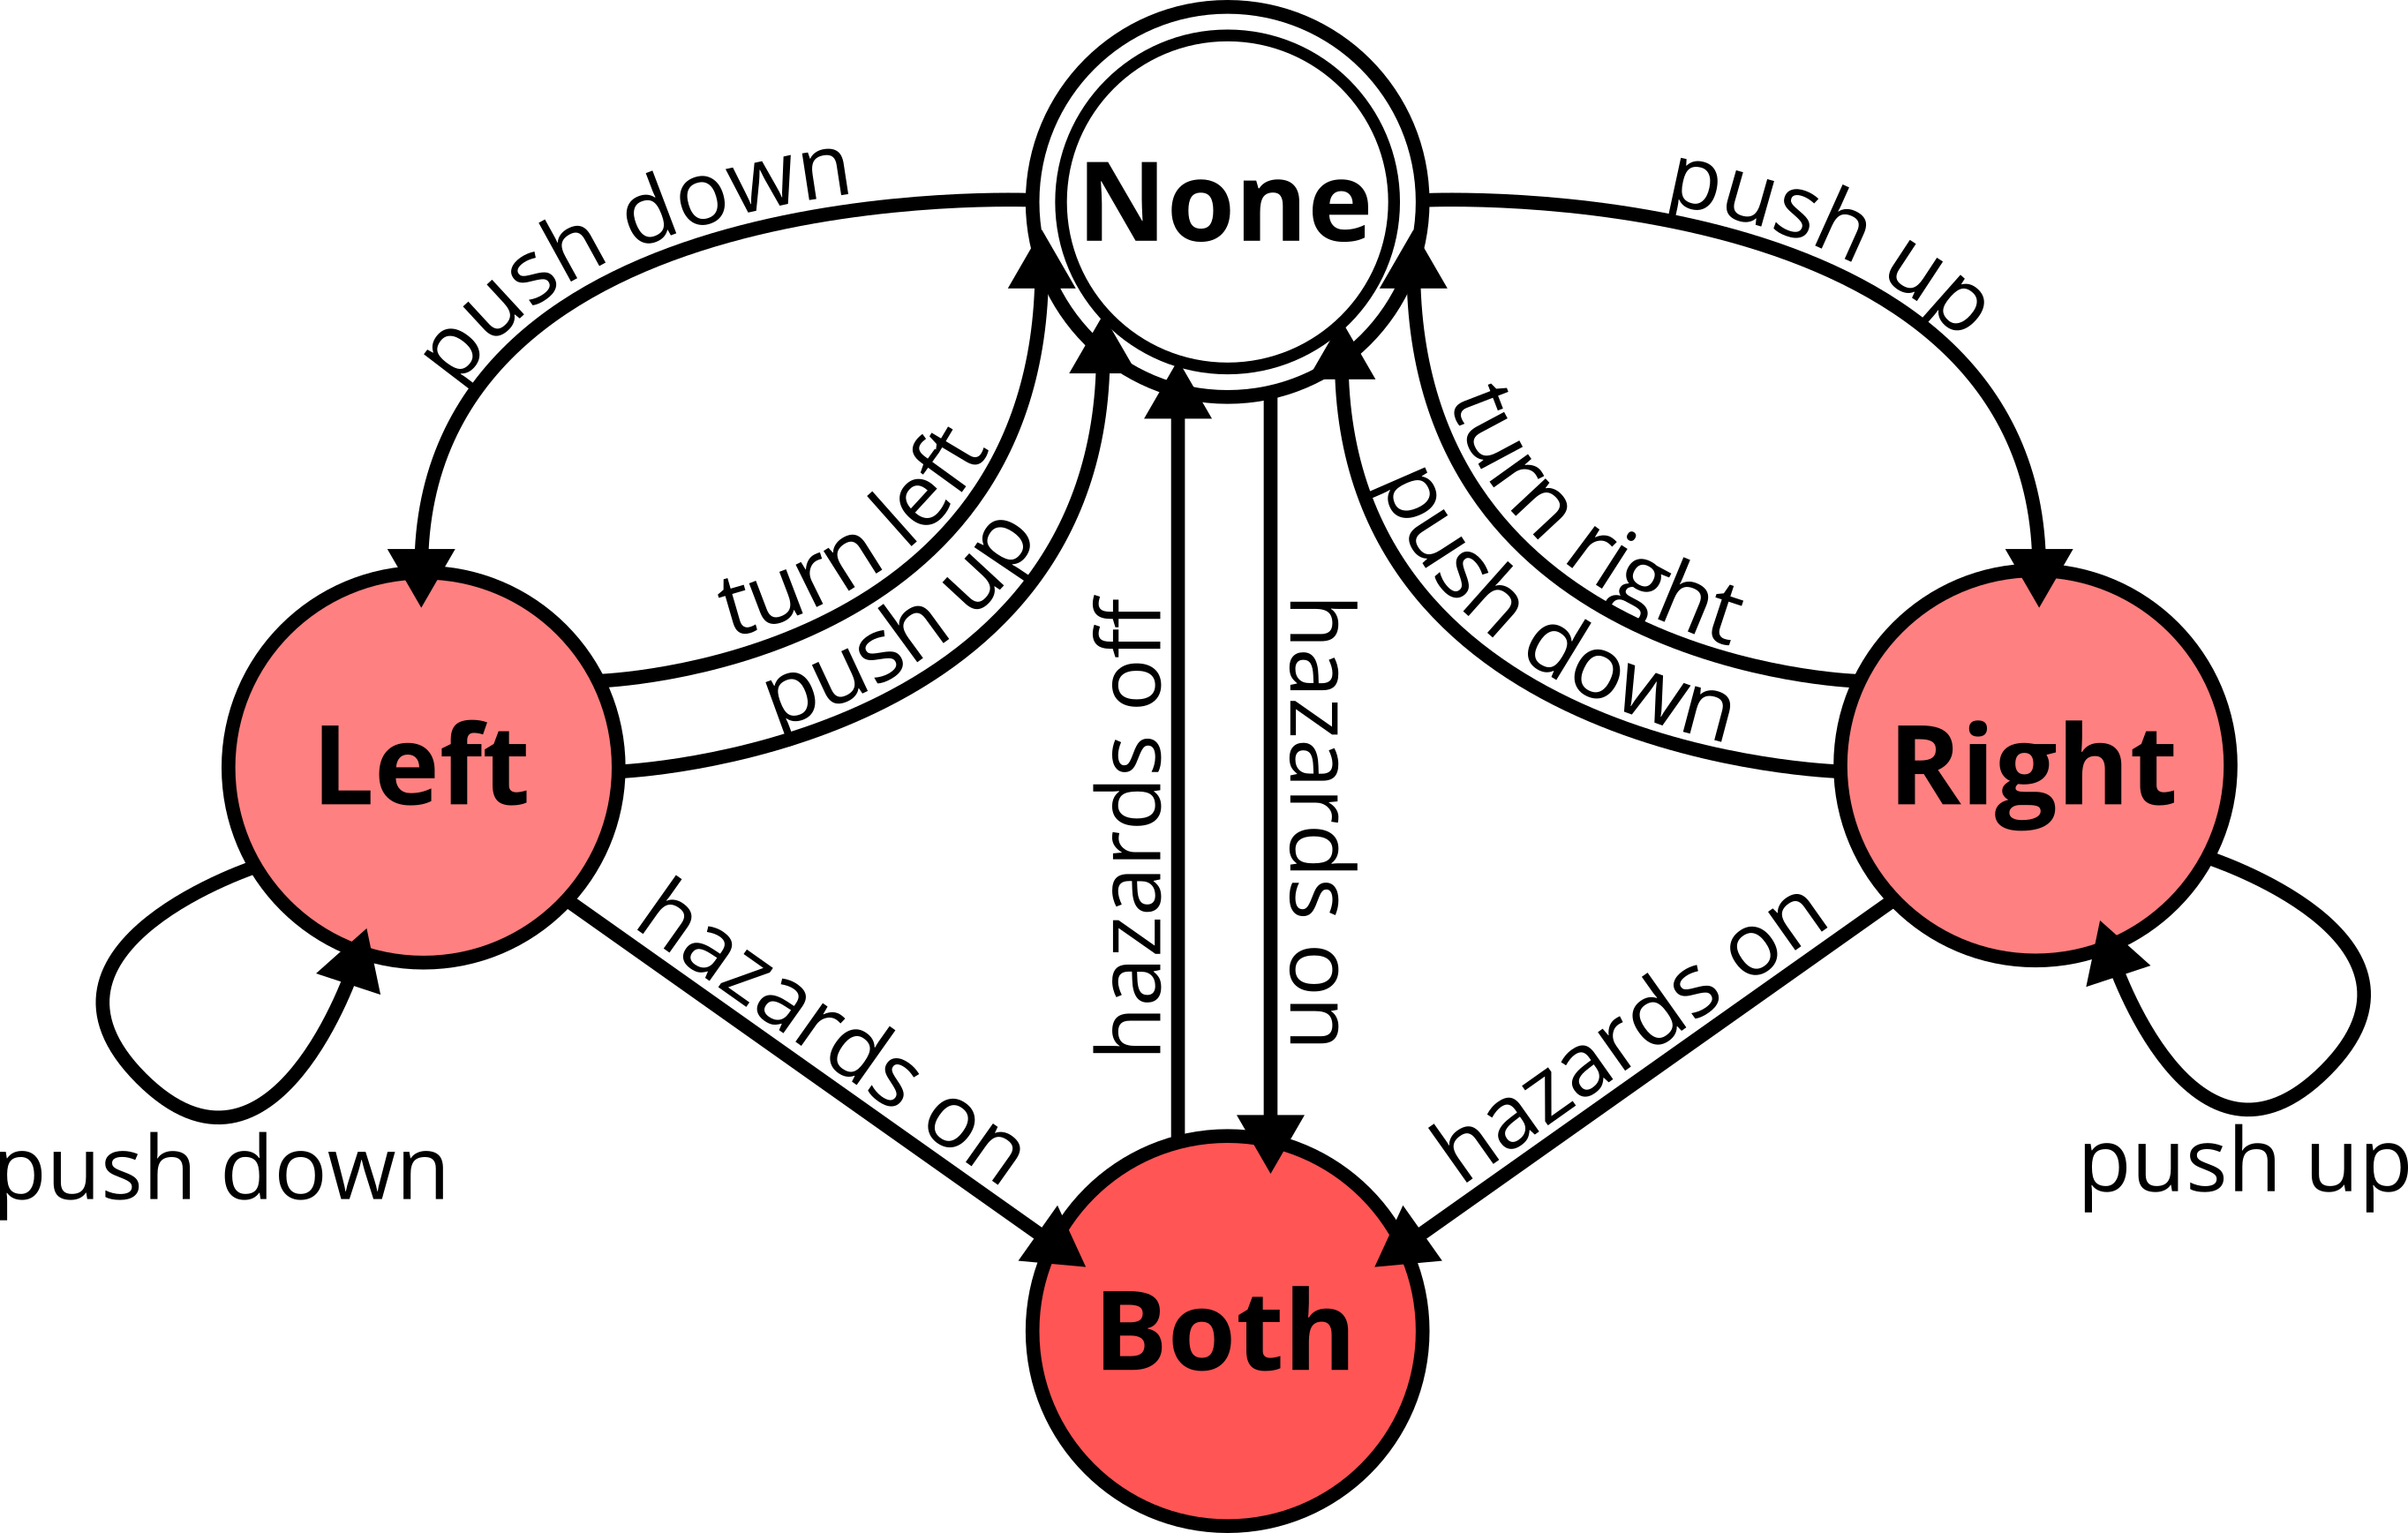 None
push down
push up
turn left
push up
turn right
push down
hazards off
hazards on
Left
Right
hazards on
hazards on
push down
push up
Both